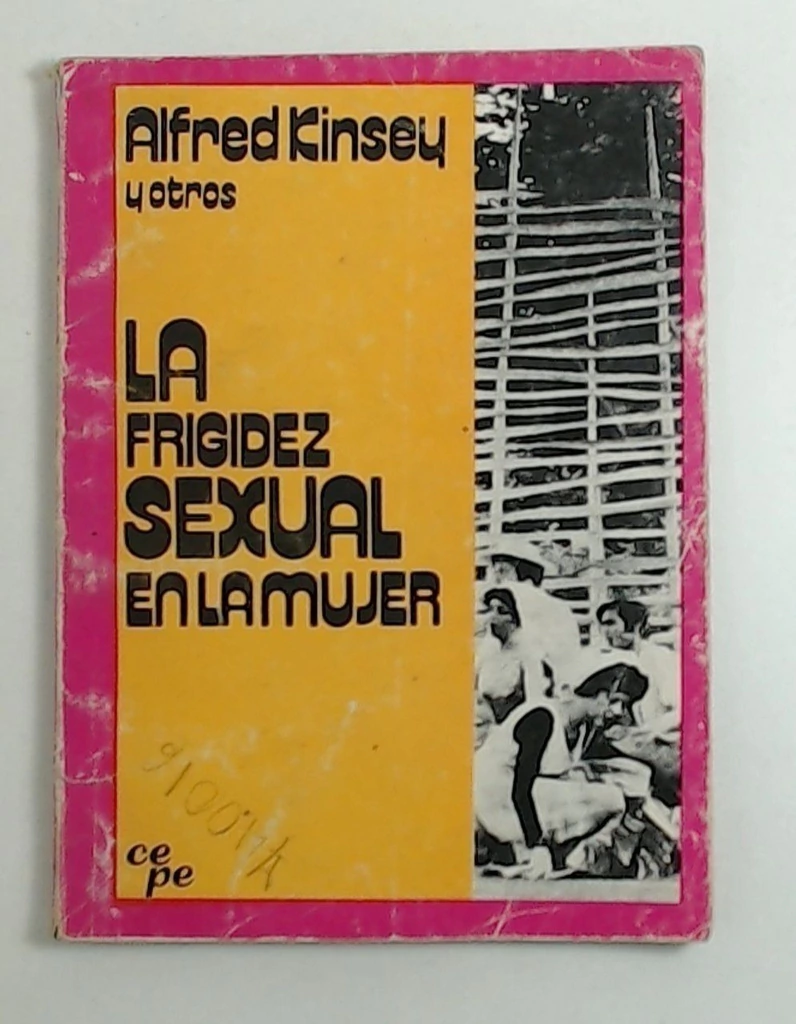 Alfred Kinsey
y otros
LA
FRIGIDEZ
SEXUAL
EN LA MUJER
ce
pe